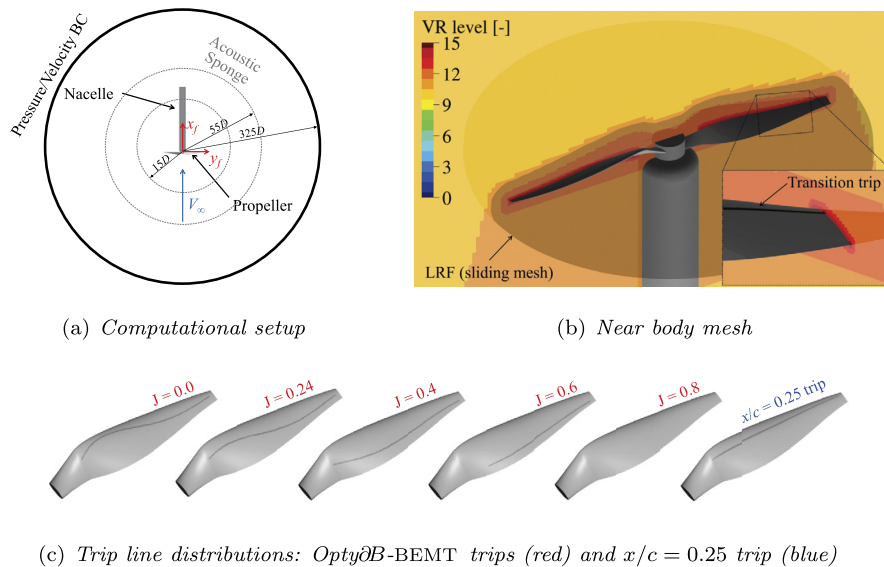 Pressure/Velocity BC
Acoustic
Sponge
Nacelle
x_f
55D
325D
15D
y_f
Propeller
V_∞
(a) Computational setup
VR level [-]
15
12
9
6
3
0
Transition trip
LRF (sliding mesh)
(b) Near body mesh
J = 0.0
J = 0.24
J = 0.4
J = 0.6
J = 0.8
x/c = 0.25 trip
(c) Trip line distributions: Opty∂B-BEMT trips (red) and x/c = 0.25 trip (blue)